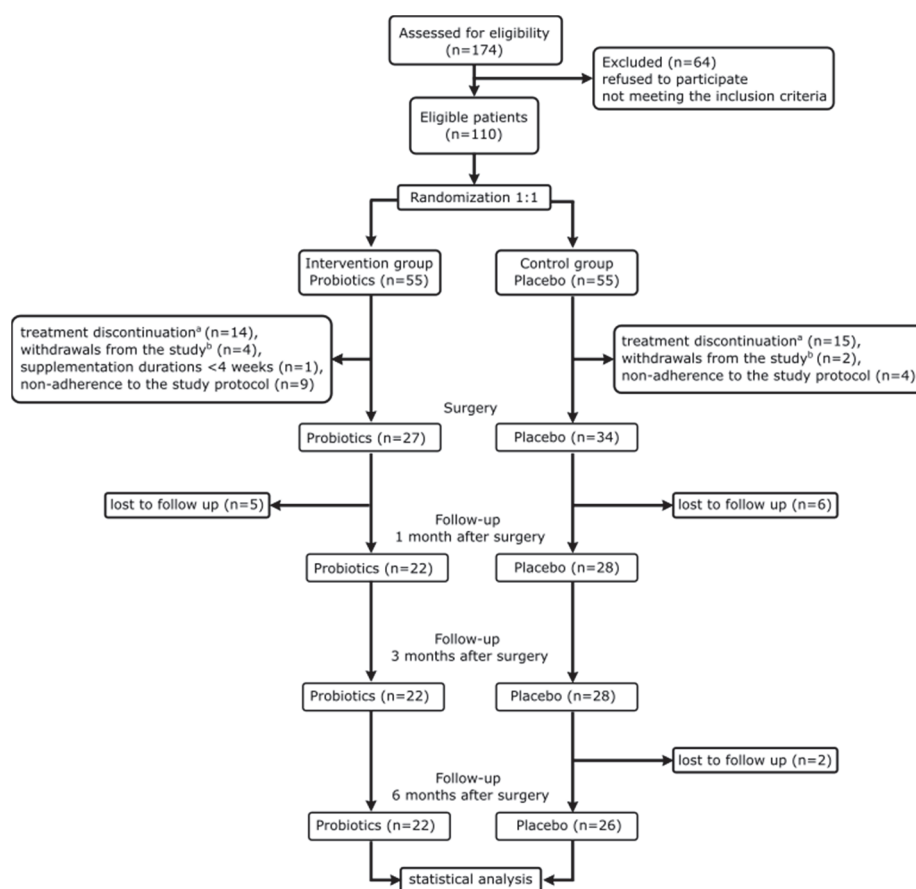 Assessed for eligibility
(n=174)
Excluded (n=64)
refused to participate
not meeting the inclusion criteria
Eligible patients
(n=110)
Randomization 1:1
Intervention group
Probiotics (n=55)
Control group
Placebo (n=55)
treatment discontinuationᵃ (n=14),
withdrawals from the studyᵇ (n=4),
supplementation durations <4 weeks (n=1),
non-adherence to the study protocol (n=9)
treatment discontinuationᵃ (n=15),
withdrawals from the studyᵇ (n=2),
non-adherence to the study protocol (n=4)
Surgery
Probiotics (n=27)
Placebo (n=34)
lost to follow up (n=5)
lost to follow up (n=6)
Follow-up
1 month after surgery
Probiotics (n=22)
Placebo (n=28)
Follow-up
3 months after surgery
Probiotics (n=22)
Placebo (n=28)
lost to follow up (n=2)
Follow-up
6 months after surgery
Probiotics (n=22)
Placebo (n=26)
statistical analysis